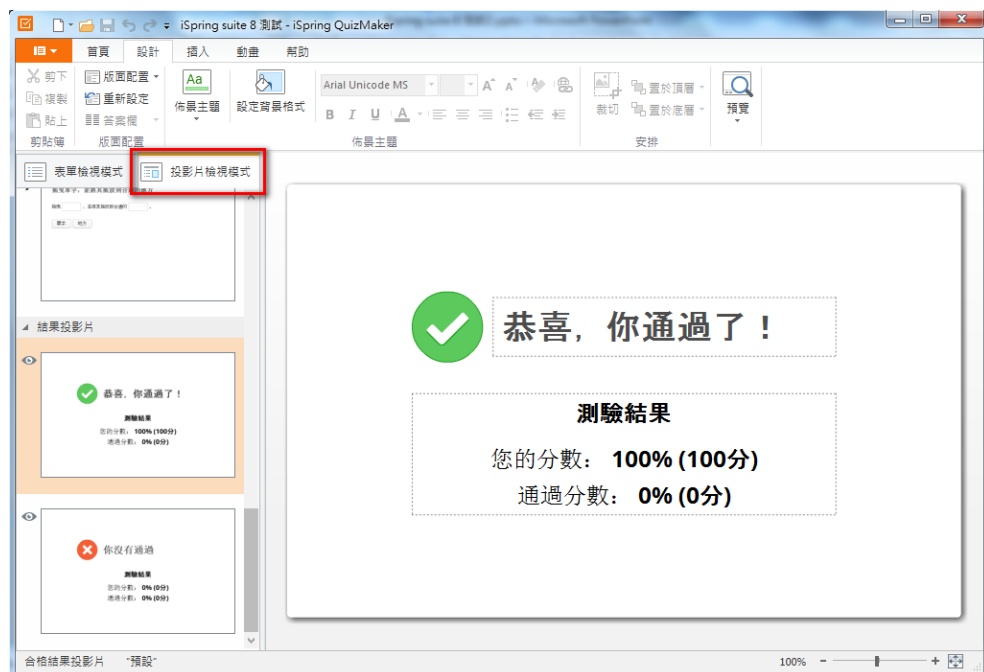 iSpring suite 8 測試 - iSpring QuizMaker
首頁 設計 插入 動畫 幫助
剪下 版面配置 Aa Arial Unicode MS
複製 重新設定 佈景主題 設定背景格式 裁切 置於頂層 預覽
貼上 答案欄 B I U A 置於底層
剪貼簿 版面配置 佈景主題 安排
表單檢視模式 投影片檢視模式
結果投影片
恭喜，你通過了！
測驗結果
您的分數： 100% (100分)
通過分數： 0% (0分)
你沒有通過
測驗結果
您的分數： 0% (0分)
通過分數： 0% (0分)
恭喜，你通過了！
測驗結果
您的分數： 100% (100分)
通過分數： 0% (0分)
合格結果投影片 "預設" 100%